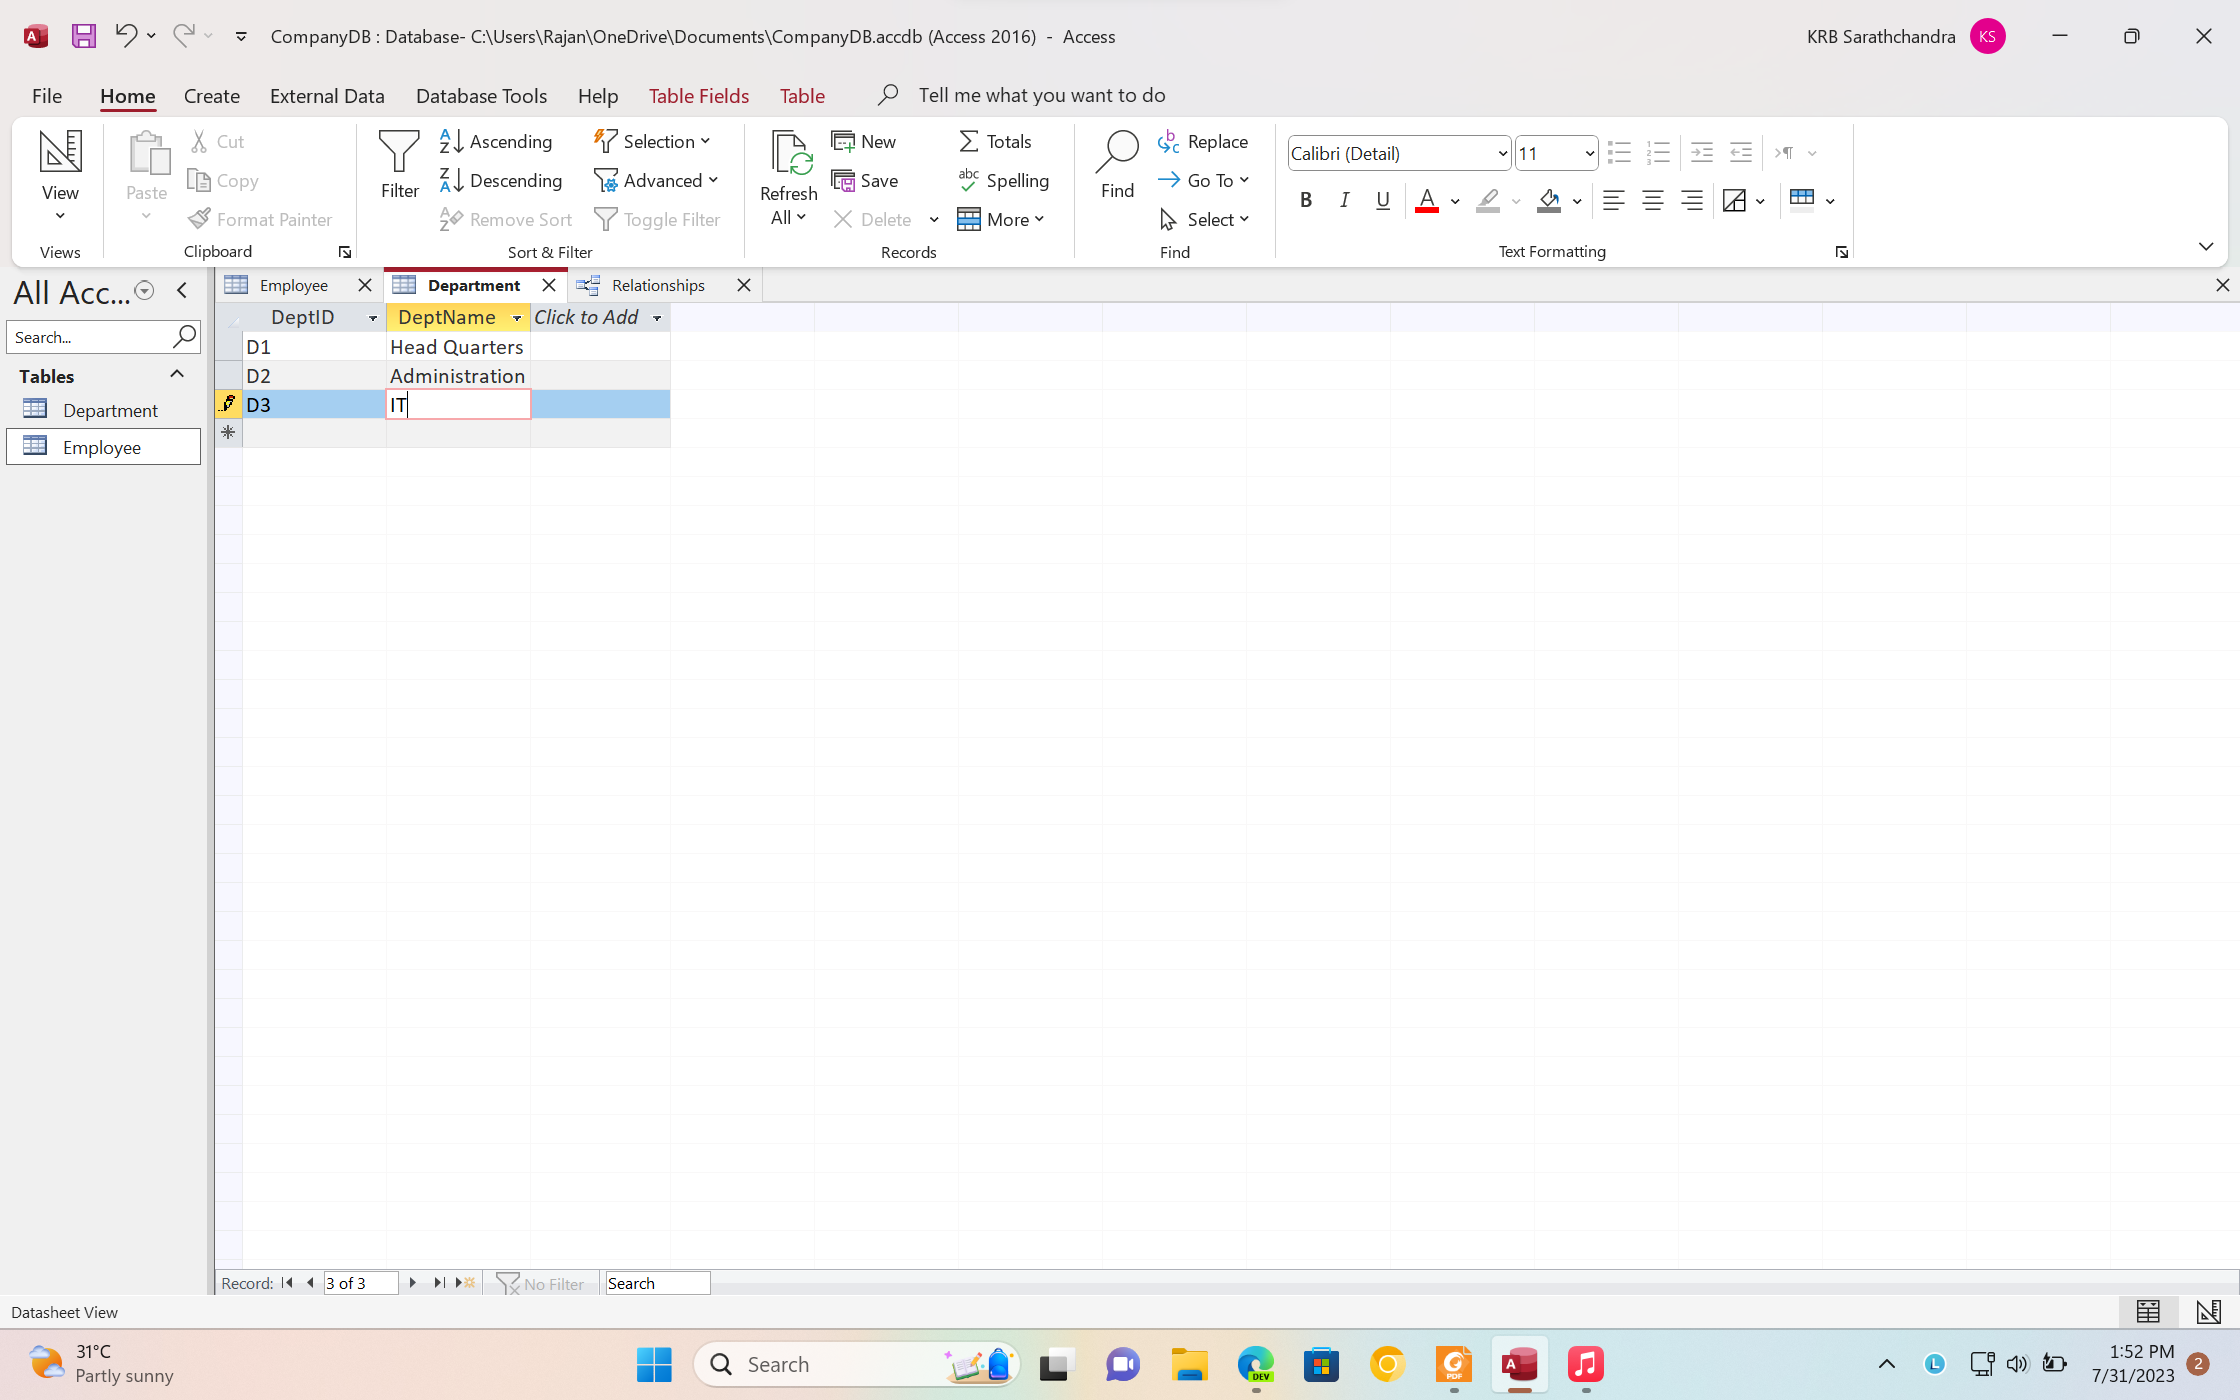 CompanyDB : Database- C:\Users\Rajan\OneDrive\Documents\CompanyDB.accdb (Access 2016) - Access
KRB Sarathchandra KS
File Home Create External Data Database Tools Help Table Fields Table Tell me what you want to do
View
Views
Paste
Cut
Copy
Format Painter
Clipboard
Filter
Ascending
Descending
Remove Sort
Selection
Advanced
Toggle Filter
Sort & Filter
Refresh
All
New
Save
Delete
Totals
Spelling
More
Records
Find
Replace
Go To
Select
Find
Calibri (Detail) 11
B I U A
Text Formatting
All Acc...
Search...
Tables
Department
Employee
Employee Department Relationships
DeptID DeptName Click to Add
D1 Head Quarters
D2 Administration
D3 IT
Record: 3 of 3 No Filter Search
Datasheet View
31°C
Partly sunny
Search
DEV
PDF
L
1:52 PM
7/31/2023
2